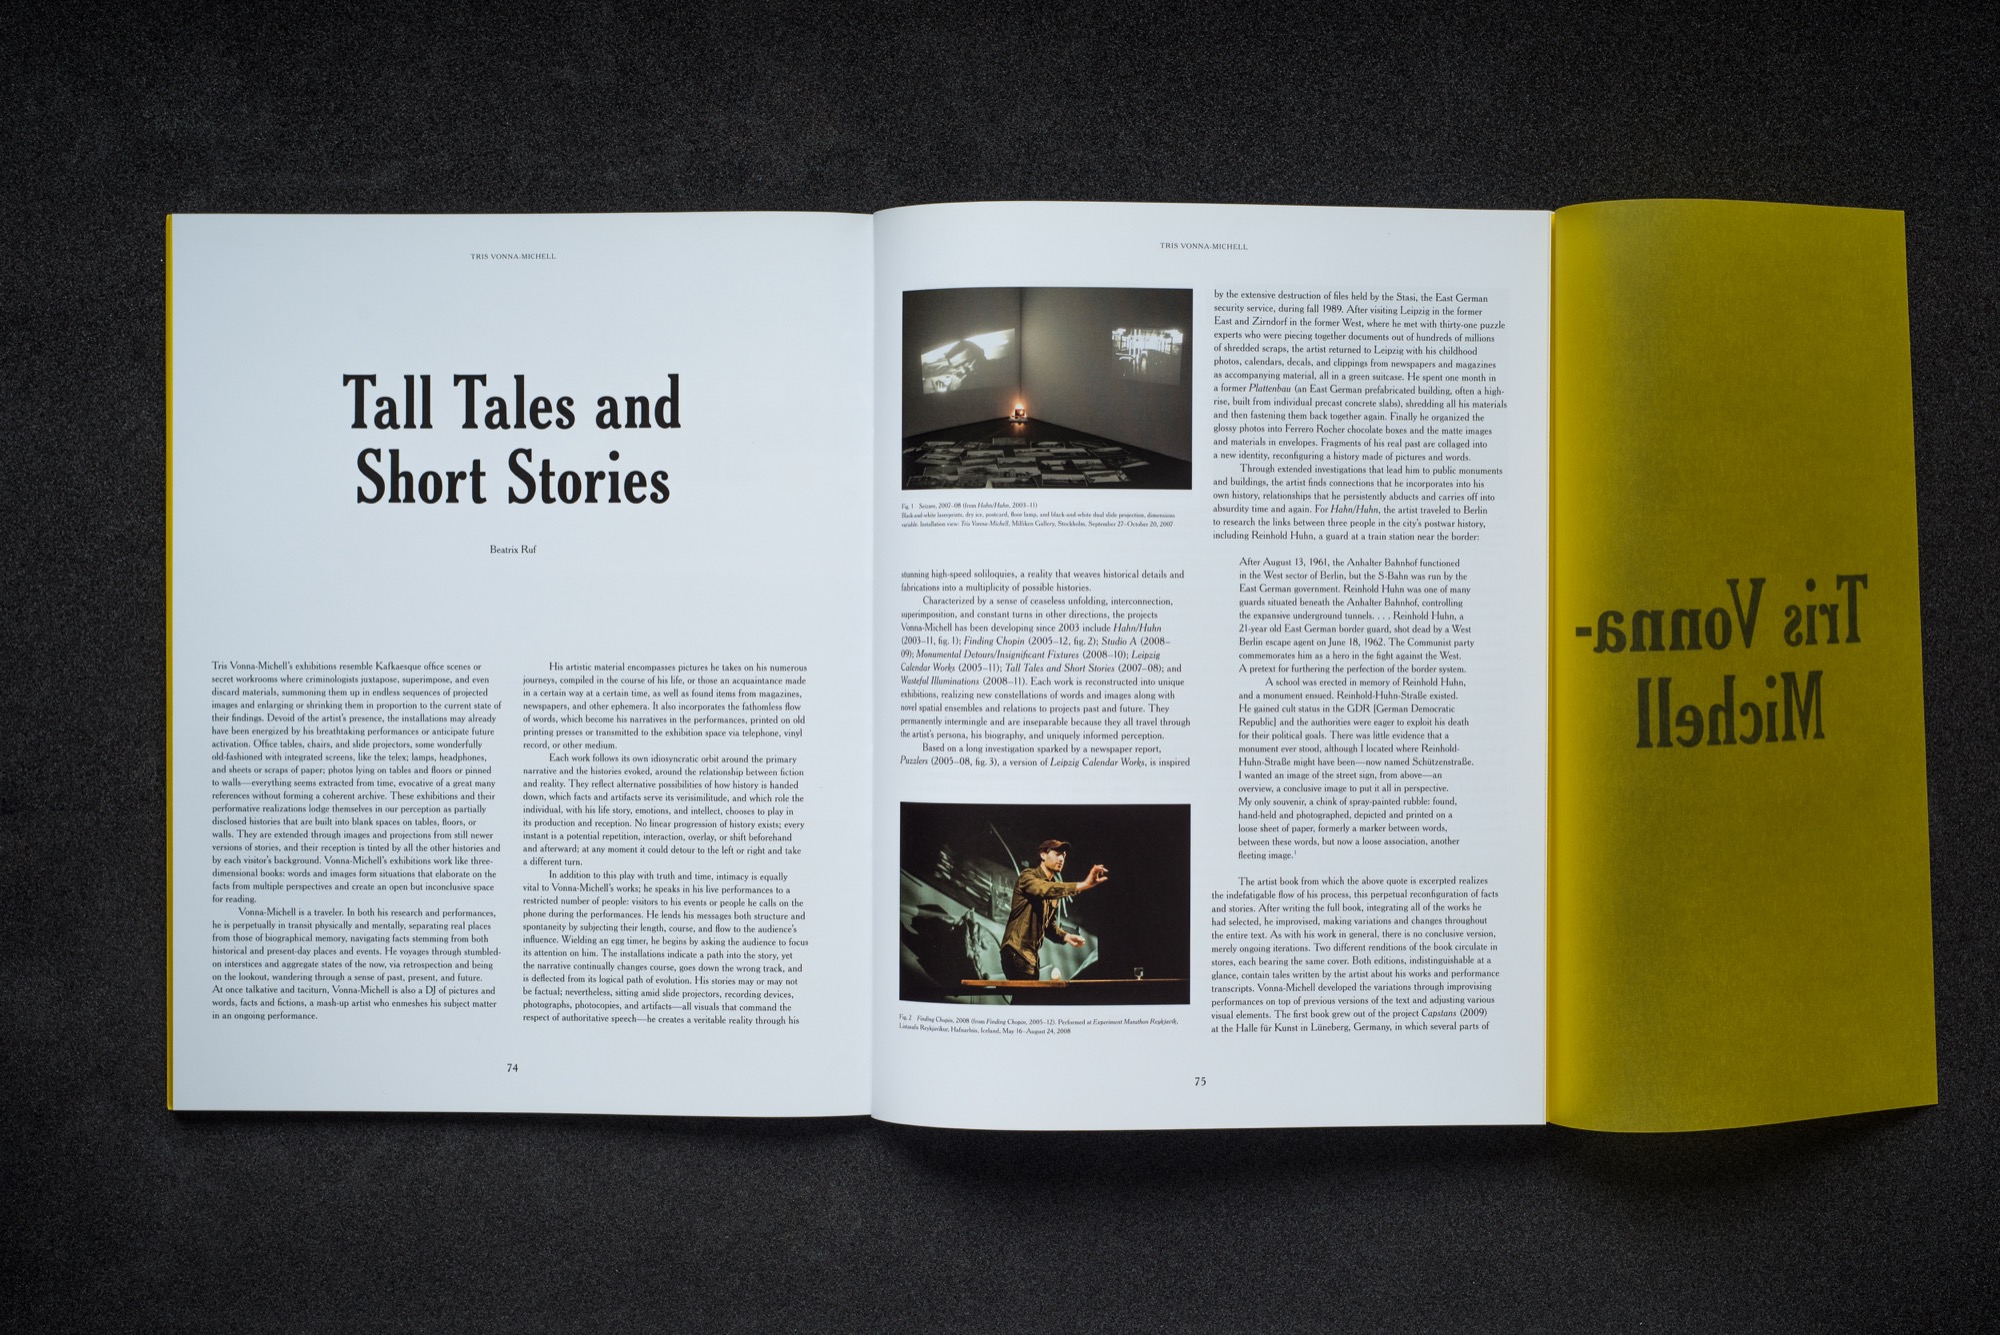 TRIS VONNA-MICHELL
Tall Tales and
Short Stories
Beatrix Ruf
Tris Vonna-Michell's exhibitions resemble Kafkaesque office scenes or
secret workrooms where criminologists juxtapose, superimpose, and even
discard materials, summoning them up in endless sequences of projected
images and enlarging or shrinking them in proportion to the current state of
their findings. Devoid of the artist's presence, the installations may already
have been energized by his breathtaking performances or anticipate future
activation. Office tables, chairs, and slide projectors, some wonderfully
old-fashioned with integrated screens, like the telex; lamps, headphones,
and sheets or scraps of paper; photos lying on tables and floors or pinned
to walls—everything seems extracted from time, evocative of a great many
references without forming a coherent archive. These exhibitions and their
performative realizations lodge themselves in our perception as partially
disclosed histories that are built into blank spaces on tables, floors, or
walls. They are extended through images and projections from still newer
versions of stories, and their reception is tinted by all the other histories and
by each visitor's background. Vonna-Michell's exhibitions work like three-
dimensional books: words and images form situations that elaborate on the
facts from multiple perspectives and create an open but inconclusive space
for reading.
Vonna-Michell is a traveler. In both his research and performances,
he is perpetually in transit physically and mentally, separating real places
from those of biographical memory, navigating facts stemming from both
historical and present-day places and events. He voyages through stumbled-
on interstices and aggregate states of the now, via retrospection and being
on the lookout, wandering through a sense of past, present, and future.
At once talkative and taciturn, Vonna-Michell is also a DJ of pictures and
words, facts and fictions, a mash-up artist who enmeshes his subject matter
in an ongoing performance.
His artistic material encompasses pictures he takes on his numerous
journeys, compiled in the course of his life, or those an acquaintance made
in a certain way at a certain time, as well as found items from magazines,
newspapers, and other ephemera. It also incorporates the fathomless flow
of words, which become his narratives in the performances, printed on old
printing presses or transmitted to the exhibition space via telephone, vinyl
record, or other medium.
Each work follows its own idiosyncratic orbit around the primary
narrative and the histories evoked, around the relationship between fiction
and reality. They reflect alternative possibilities of how history is handed
down, which facts and artifacts serve its verisimilitude, and which role the
individual, with his life story, emotions, and intellect, chooses to play in
its production and reception. No linear progression of history exists; every
instant is a potential repetition, interaction, overlay, or shift beforehand
and afterward; at any moment it could detour to the left or right and take
a different turn.
In addition to this play with truth and time, intimacy is equally
vital to Vonna-Michell's works; he speaks in his live performances to a
restricted number of people: visitors to his events or people he calls on the
phone during the performances. He lends his messages both structure and
spontaneity by subjecting their length, course, and flow to the audience's
influence. Wielding an egg timer, he begins by asking the audience to focus
its attention on him. The installations indicate a path into the story, yet
the narrative continually changes course, goes down the wrong track, and
is deflected from its logical path of evolution. His stories may or may not
be factual; nevertheless, sitting amid slide projectors, recording devices,
photographs, photocopies, and artifacts—all visuals that command the
respect of authoritative speech—he creates a veritable reality through his
74
TRIS VONNA-MICHELL
Fig. 1 Seizure, 2007–08 (from Hahn/Huhn, 2003–11)
Black-and-white laserprints, dry ice, postcard, floor lamp, and black-and-white dual slide projection, dimensions
variable. Installation view: Tris Vonna-Michell, Milliken Gallery, Stockholm, September 27–October 20, 2007
stunning high-speed soliloquies, a reality that weaves historical details and
fabrications into a multiplicity of possible histories.
Characterized by a sense of ceaseless unfolding, interconnection,
superimposition, and constant turns in other directions, the projects
Vonna-Michell has been developing since 2003 include Hahn/Huhn
(2003–11, fig. 1); Finding Chopin (2005–12, fig. 2); Studio A (2008–
09); Monumental Detours/Insignificant Fixtures (2008–10); Leipzig
Calendar Works (2005–11); Tall Tales and Short Stories (2007–08); and
Wasteful Illuminations (2008–11). Each work is reconstructed into unique
exhibitions, realizing new constellations of words and images along with
novel spatial ensembles and relations to projects past and future. They
permanently intermingle and are inseparable because they all travel through
the artist's persona, his biography, and uniquely informed perception.
Based on a long investigation sparked by a newspaper report,
Puzzlers (2005–08, fig. 3), a version of Leipzig Calendar Works, is inspired
Fig. 2 Finding Chopin, 2008 (from Finding Chopin, 2005–12). Performed at Experiment Marathon Reykjavík,
Listasafn Reykjavíkur, Hafnarhús, Iceland, May 16–August 24, 2008
by the extensive destruction of files held by the Stasi, the East German
security service, during fall 1989. After visiting Leipzig in the former
East and Zirndorf in the former West, where he met with thirty-one puzzle
experts who were piecing together documents out of hundreds of millions
of shredded scraps, the artist returned to Leipzig with his childhood
photos, calendars, decals, and clippings from newspapers and magazines
as accompanying material, all in a green suitcase. He spent one month in
a former Plattenbau (an East German prefabricated building, often a high-
rise, built from individual precast concrete slabs), shredding all his materials
and then fastening them back together again. Finally he organized the
glossy photos into Ferrero Rocher chocolate boxes and the matte images
and materials in envelopes. Fragments of his real past are collaged into
a new identity, reconfiguring a history made of pictures and words.
Through extended investigations that lead him to public monuments
and buildings, the artist finds connections that he incorporates into his
own history, relationships that he persistently abducts and carries off into
absurdity time and again. For Hahn/Huhn, the artist traveled to Berlin
to research the links between three people in the city's postwar history,
including Reinhold Huhn, a guard at a train station near the border:
After August 13, 1961, the Anhalter Bahnhof functioned
in the West sector of Berlin, but the S-Bahn was run by the
East German government. Reinhold Huhn was one of many
guards situated beneath the Anhalter Bahnhof, controlling
the expansive underground tunnels. . . . Reinhold Huhn, a
21-year old East German border guard, shot dead by a West
Berlin escape agent on June 18, 1962. The Communist party
commemorates him as a hero in the fight against the West.
A pretext for furthering the perfection of the border system.
A school was erected in memory of Reinhold Huhn,
and a monument ensued. Reinhold-Huhn-Straße existed.
He gained cult status in the GDR [German Democratic
Republic] and the authorities were eager to exploit his death
for their political goals. There was little evidence that a
monument ever stood, although I located where Reinhold-
Huhn-Straße might have been—now named Schützenstraße.
I wanted an image of the street sign, from above—an
overview, a conclusive image to put it all in perspective.
My only souvenir, a chink of spray-painted rubble: found,
hand-held and photographed, depicted and printed on a
loose sheet of paper, formerly a marker between words,
between these words, but now a loose association, another
fleeting image.1
The artist book from which the above quote is excerpted realizes
the indefatigable flow of his process, this perpetual reconfiguration of facts
and stories. After writing the full book, integrating all of the works he
had selected, he improvised, making variations and changes throughout
the entire text. As with his work in general, there is no conclusive version,
merely ongoing iterations. Two different renditions of the book circulate in
stores, each bearing the same cover. Both editions, indistinguishable at a
glance, contain tales written by the artist about his works and performance
transcripts. Vonna-Michell developed the variations through improvising
performances on top of previous versions of the text and adjusting various
visual elements. The first book grew out of the project Capstans (2009)
at the Halle für Kunst in Lüneberg, Germany, in which several parts of
75
Tris Vonna-
Michell